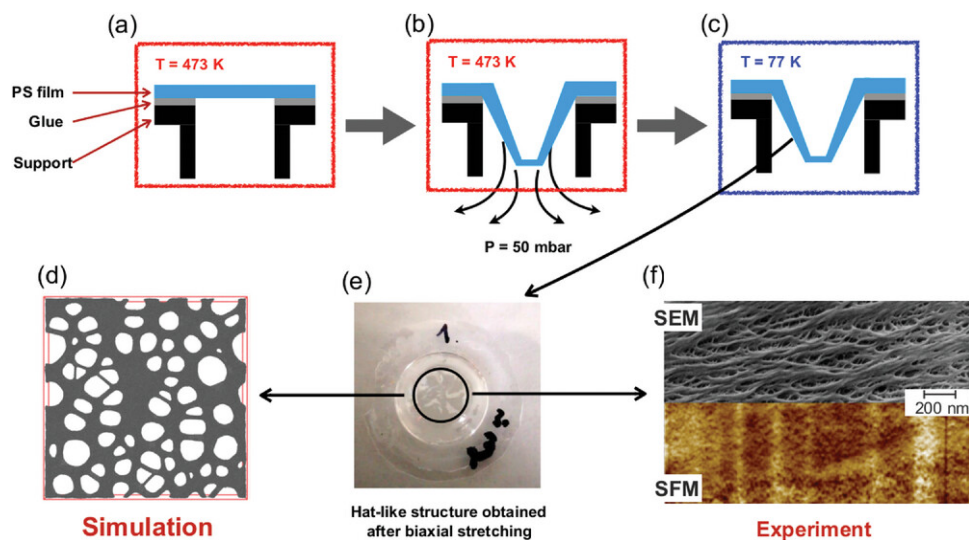 (a)
(b)
(c)
T = 473 K
T = 473 K
T = 77 K
PS film
Glue
Support
P = 50 mbar
(d)
(e)
(f)
1.
SEM
200 nm
SFM
Simulation
Hat-like structure obtained
after biaxial stretching
Experiment